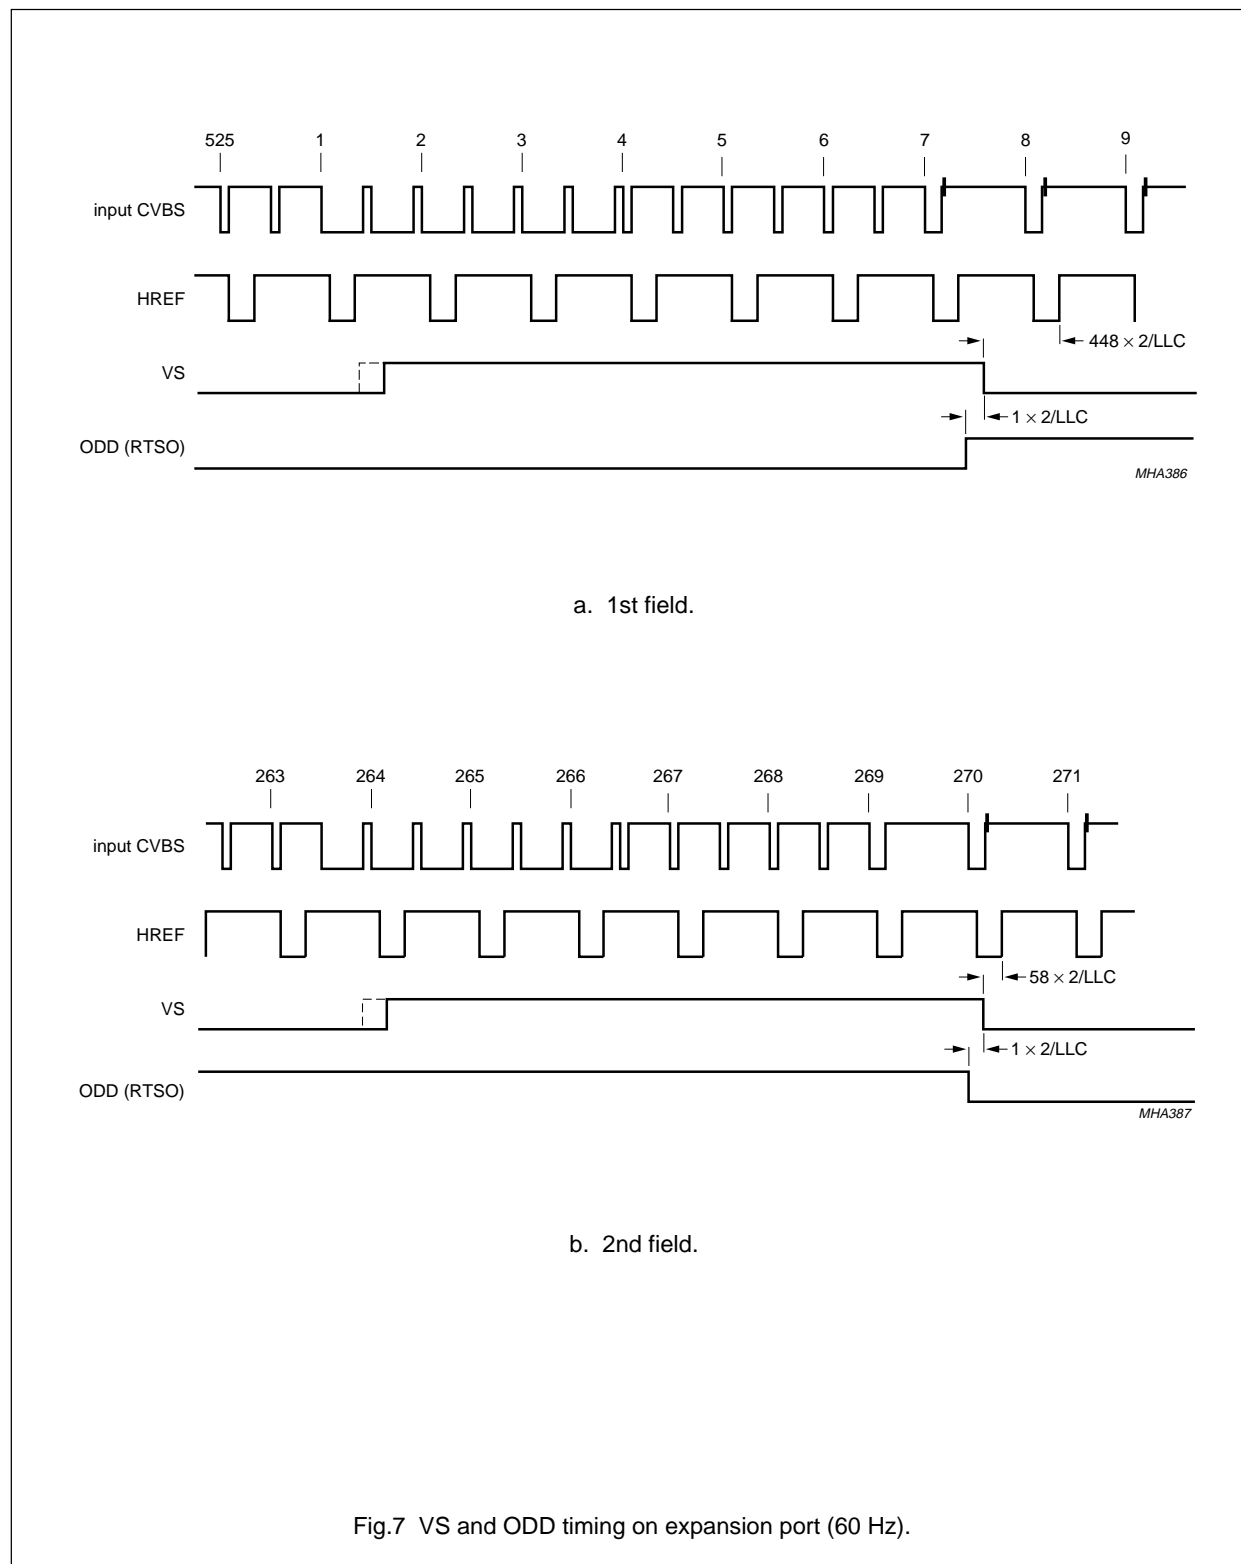 525 1 2 3 4 5 6 7 8 9
input CVBS
HREF
448 × 2/LLC
VS
1 × 2/LLC
ODD (RTSO)
MHA386
a. 1st field.
263 264 265 266 267 268 269 270 271
input CVBS
HREF
58 × 2/LLC
VS
1 × 2/LLC
ODD (RTSO)
MHA387
b. 2nd field.
Fig.7 VS and ODD timing on expansion port (60 Hz).